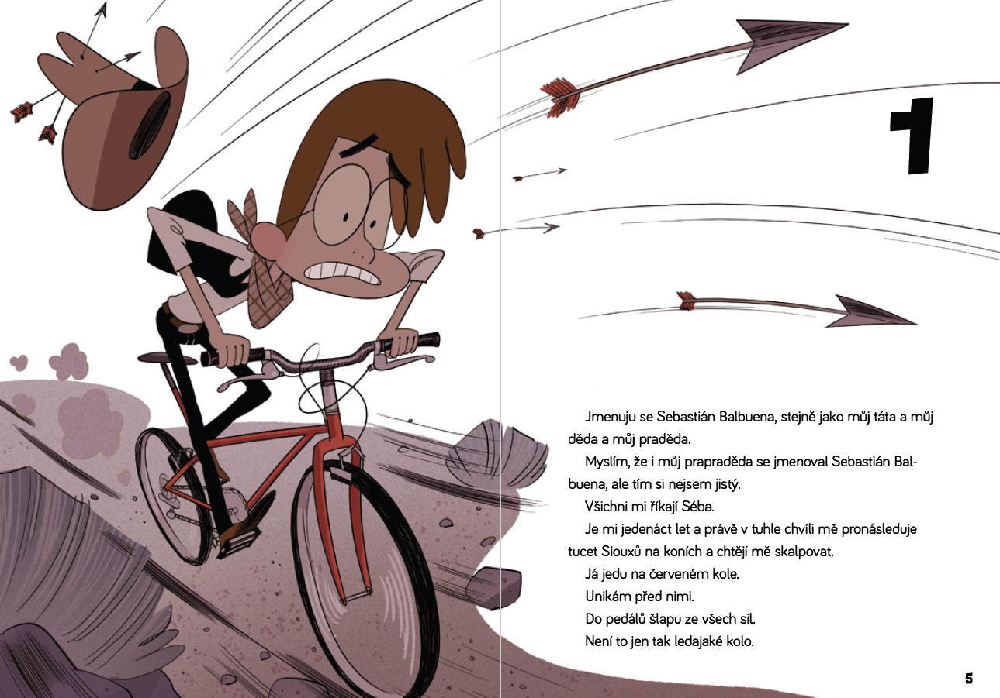 1
Jmenuju se Sebastián Balbuena, stejně jako můj táta a můj
děda a můj praděda.
Myslím, že i můj prapraděda se jmenoval Sebastián Bal-
buena, ale tím si nejsem jistý.
Všichni mi říkají Séba.
Je mi jedenáct let a právě v tuhle chvíli mě pronásleduje
tucet Siouxů na koních a chtějí mě skalpovat.
Já jedu na červeném kole.
Unikám před nimi.
Do pedálů šlapu ze všech sil.
Není to jen tak ledajaké kolo.
5